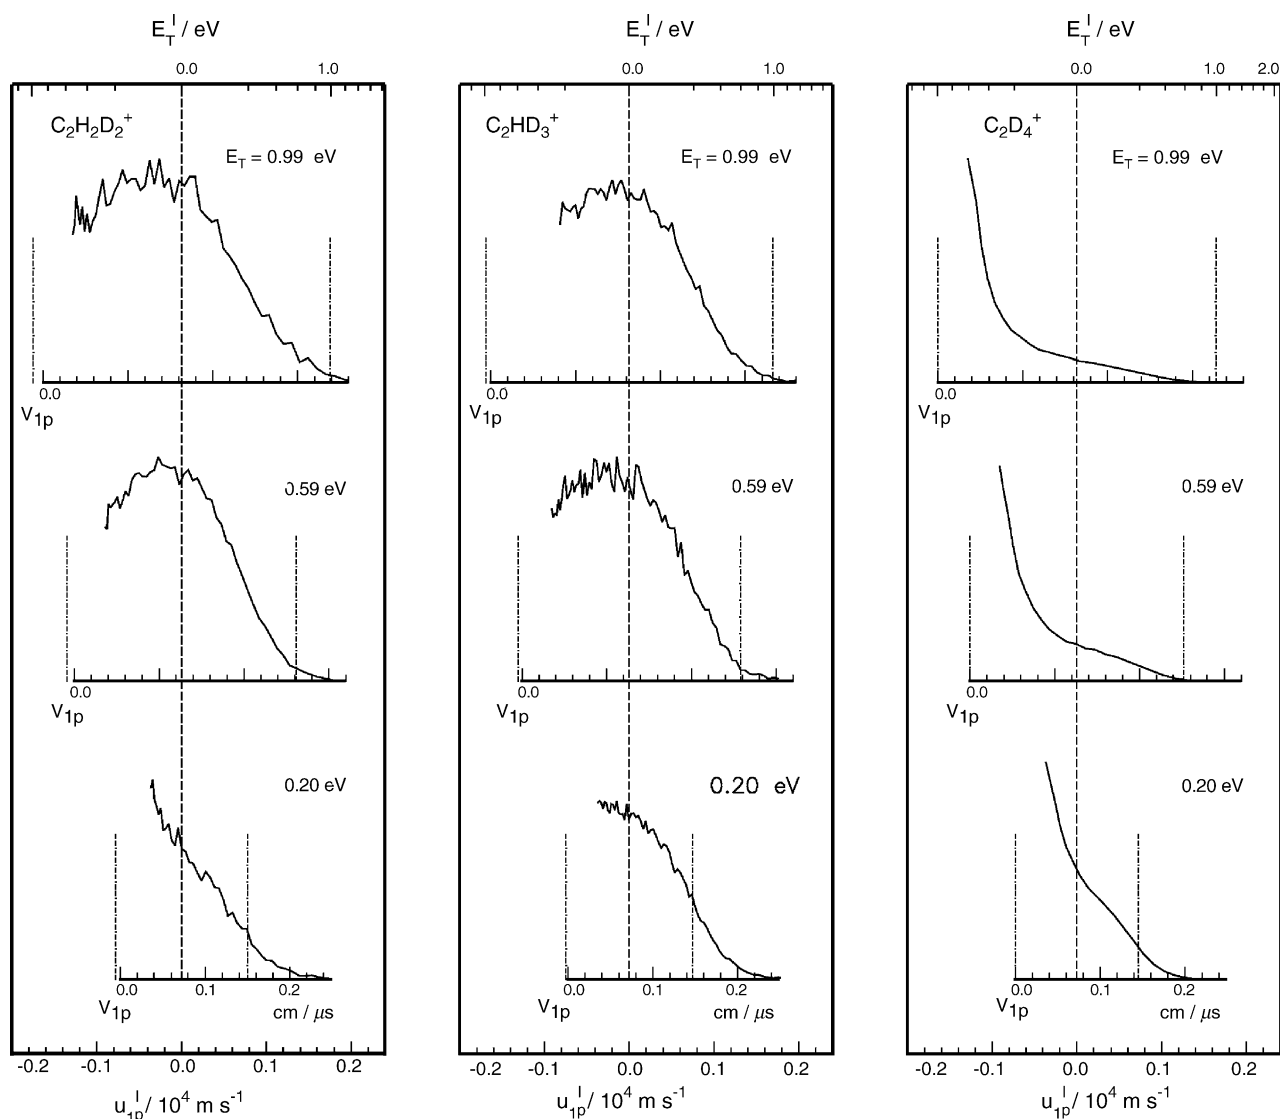 E_T^I / eV
0.0 1.0
C2H2D2+
E_T = 0.99 eV
0.0
V1p
0.59 eV
0.0
V1p
0.20 eV
0.0 0.1 0.2
V1p cm / μs
-0.2 -0.1 0.0 0.1 0.2
u_1p^I / 10^4 m s^-1
E_T^I / eV
0.0 1.0
C2HD3+
E_T = 0.99 eV
0.0
V1p
0.59 eV
0.0
V1p
0.20 eV
0.0 0.1 0.2
V1p cm / μs
-0.2 -0.1 0.0 0.1 0.2
u_1p^I / 10^4 m s^-1
E_T^I / eV
0.0 1.0 2.0
C2D4+
E_T = 0.99 eV
0.0
V1p
0.59 eV
0.0
V1p
0.20 eV
0.0 0.1 0.2
V1p cm / μs
-0.2 -0.1 0.0 0.1 0.2
u_1p^I / 10^4 m s^-1